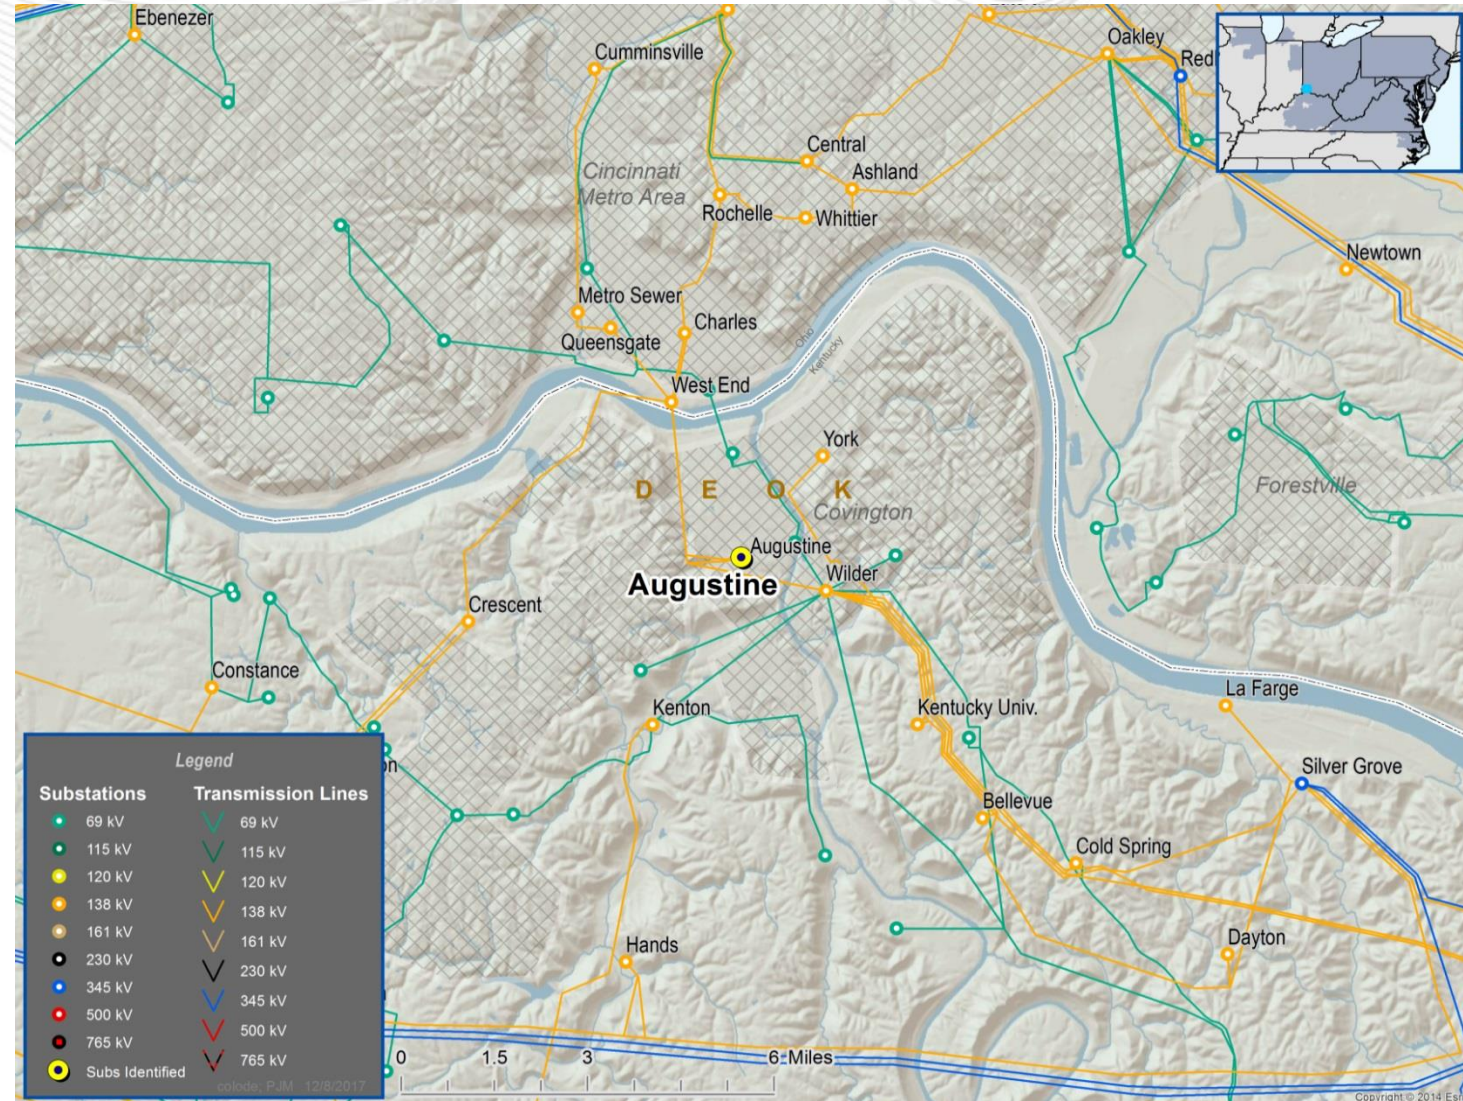 Ebenezer
Cumminsville
Oakley
Red
Central
Ashland
Cincinnati
Metro Area
Rochelle
Whittier
Newtown
Metro Sewer
Charles
Queensgate
Ohio
Kentucky
West End
York
D E O K
Covington
Forestville
Augustine
Augustine
Wilder
Crescent
Constance
Kenton
Kentucky Univ.
La Farge
Silver Grove
on
Bellevue
Cold Spring
Hands
Dayton
Legend
Substations Transmission Lines
69 kV 69 kV
115 kV 115 kV
120 kV 120 kV
138 kV 138 kV
161 kV 161 kV
230 kV 230 kV
345 kV 345 kV
500 kV 500 kV
765 kV 765 kV
Subs Identified
colode; PJM 12/8/2017
0 1.5 3 6 Miles
Copyright © 2014 Esri